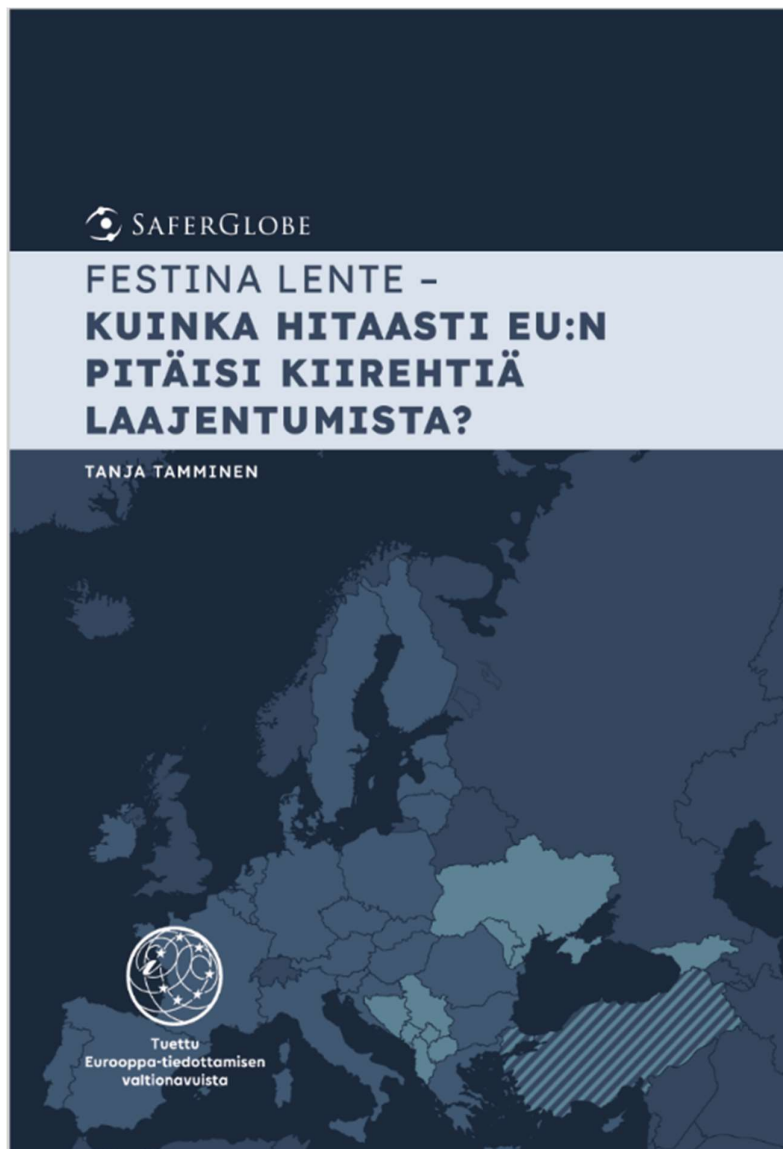 SAFERGLOBE
FESTINA LENTE –
KUINKA HITAASTI EU:N
PITÄISI KIIREHTIÄ
LAAJENTUMISTA?
TANJA TAMMINEN
Tuettu
Eurooppa-tiedottamisen
valtionavuista